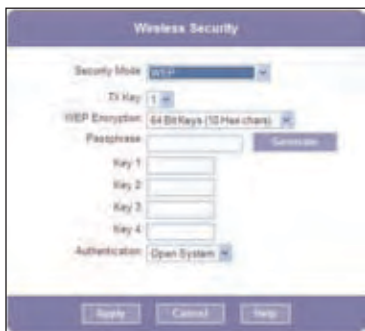 Wireless Security
Security Mode WEP
TX Key 1
WEP Encryption 64 Bit Keys (10 Hex chars)
Passphrase Generate
Key 1
Key 2
Key 3
Key 4
Authentication Open System
Apply Cancel Help